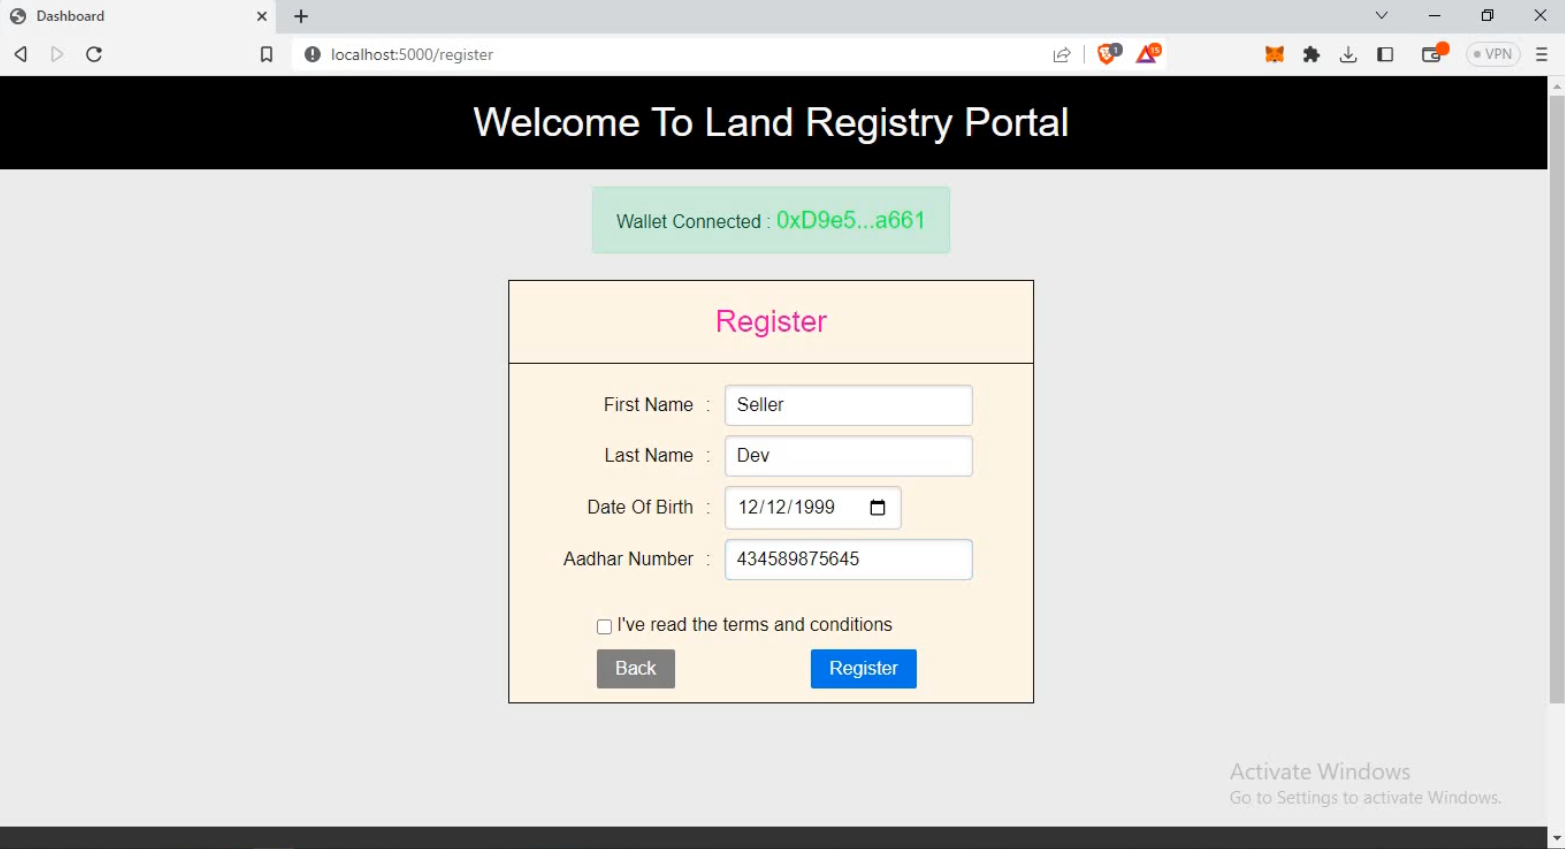 Dashboard
localhost:5000/register
1
15
VPN
Welcome To Land Registry Portal
Wallet Connected : 0xD9e5...a661
Register
First Name : Seller
Last Name : Dev
Date Of Birth : 12/12/1999
Aadhar Number : 434589875645
I've read the terms and conditions
Back Register
Activate Windows
Go to Settings to activate Windows.